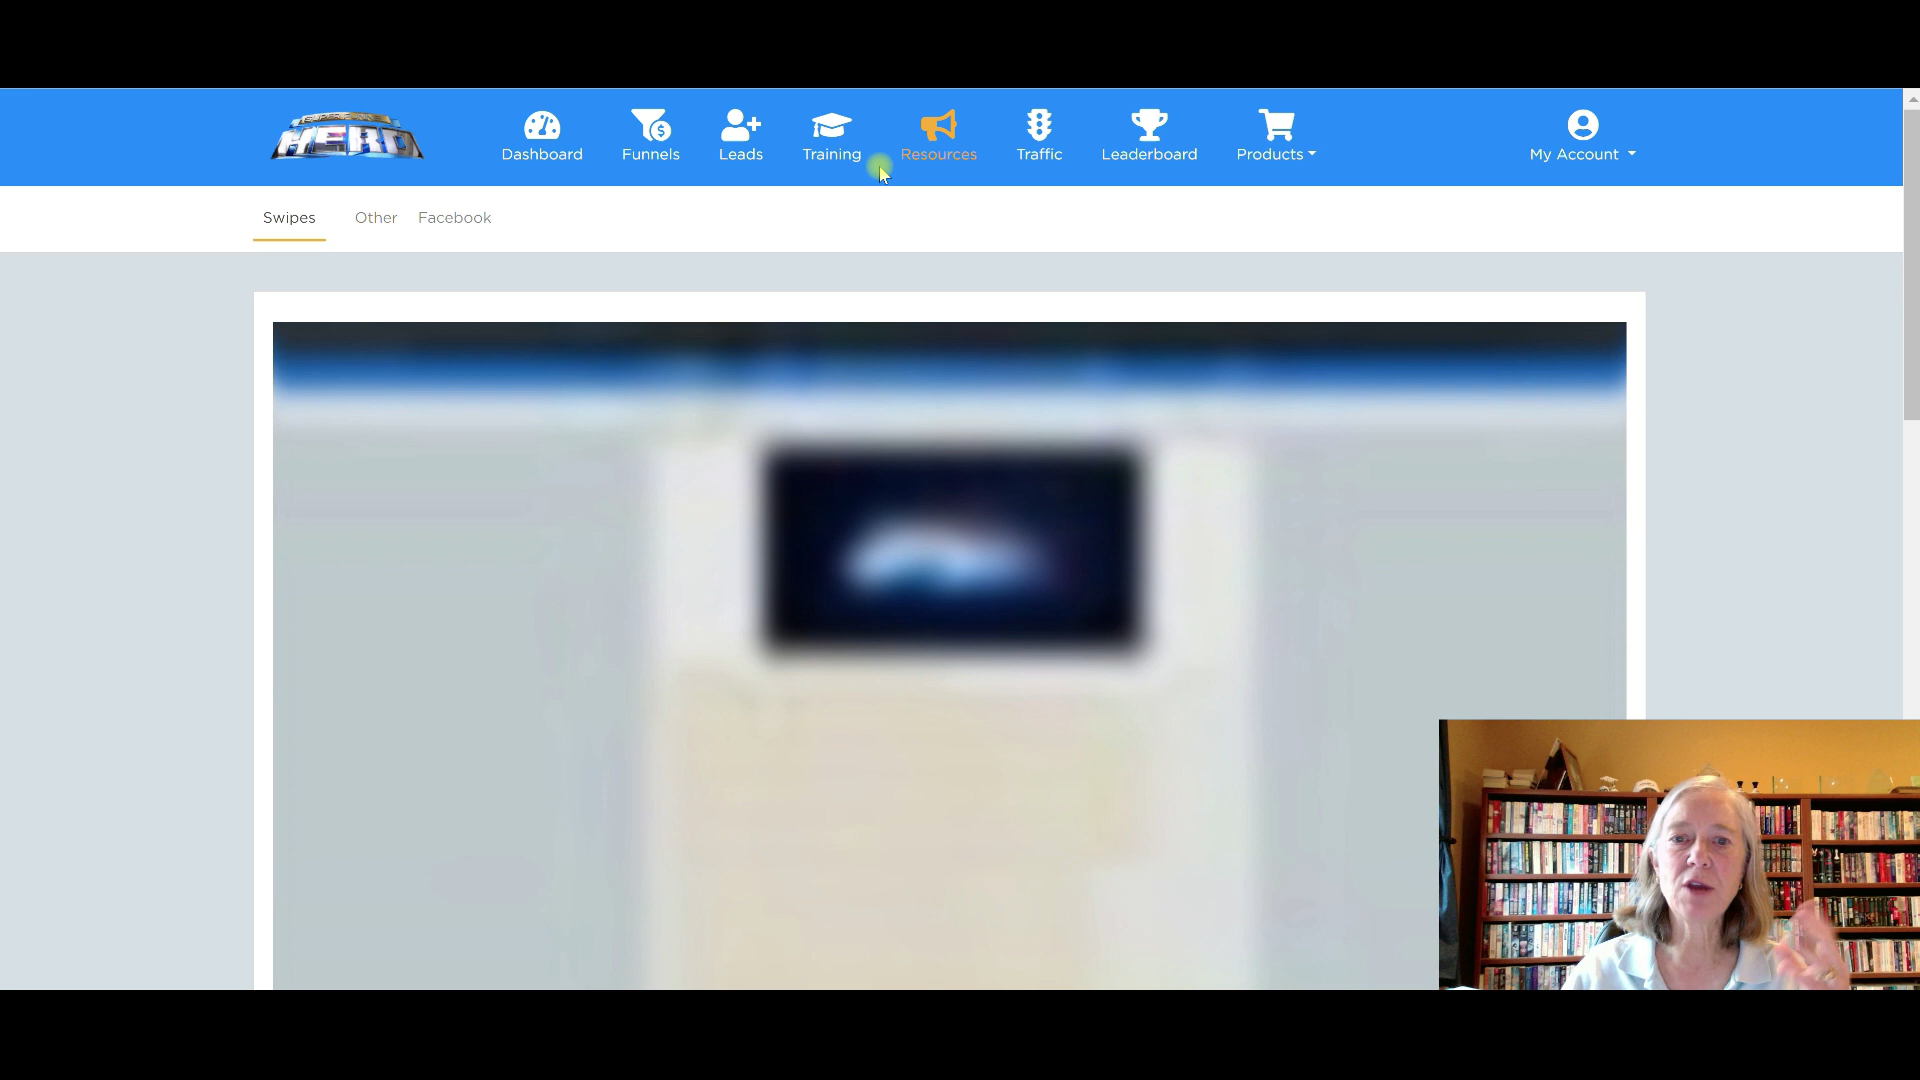 HERO
Dashboard
Funnels
Leads
Training
Resources
Traffic
Leaderboard
Products
My Account
Swipes
Other
Facebook